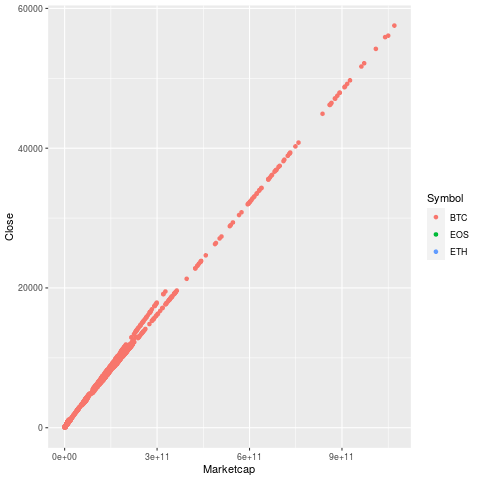 60000
40000
20000
0
Close
0e+00 3e+11 6e+11 9e+11
Marketcap
Symbol
BTC
EOS
ETH